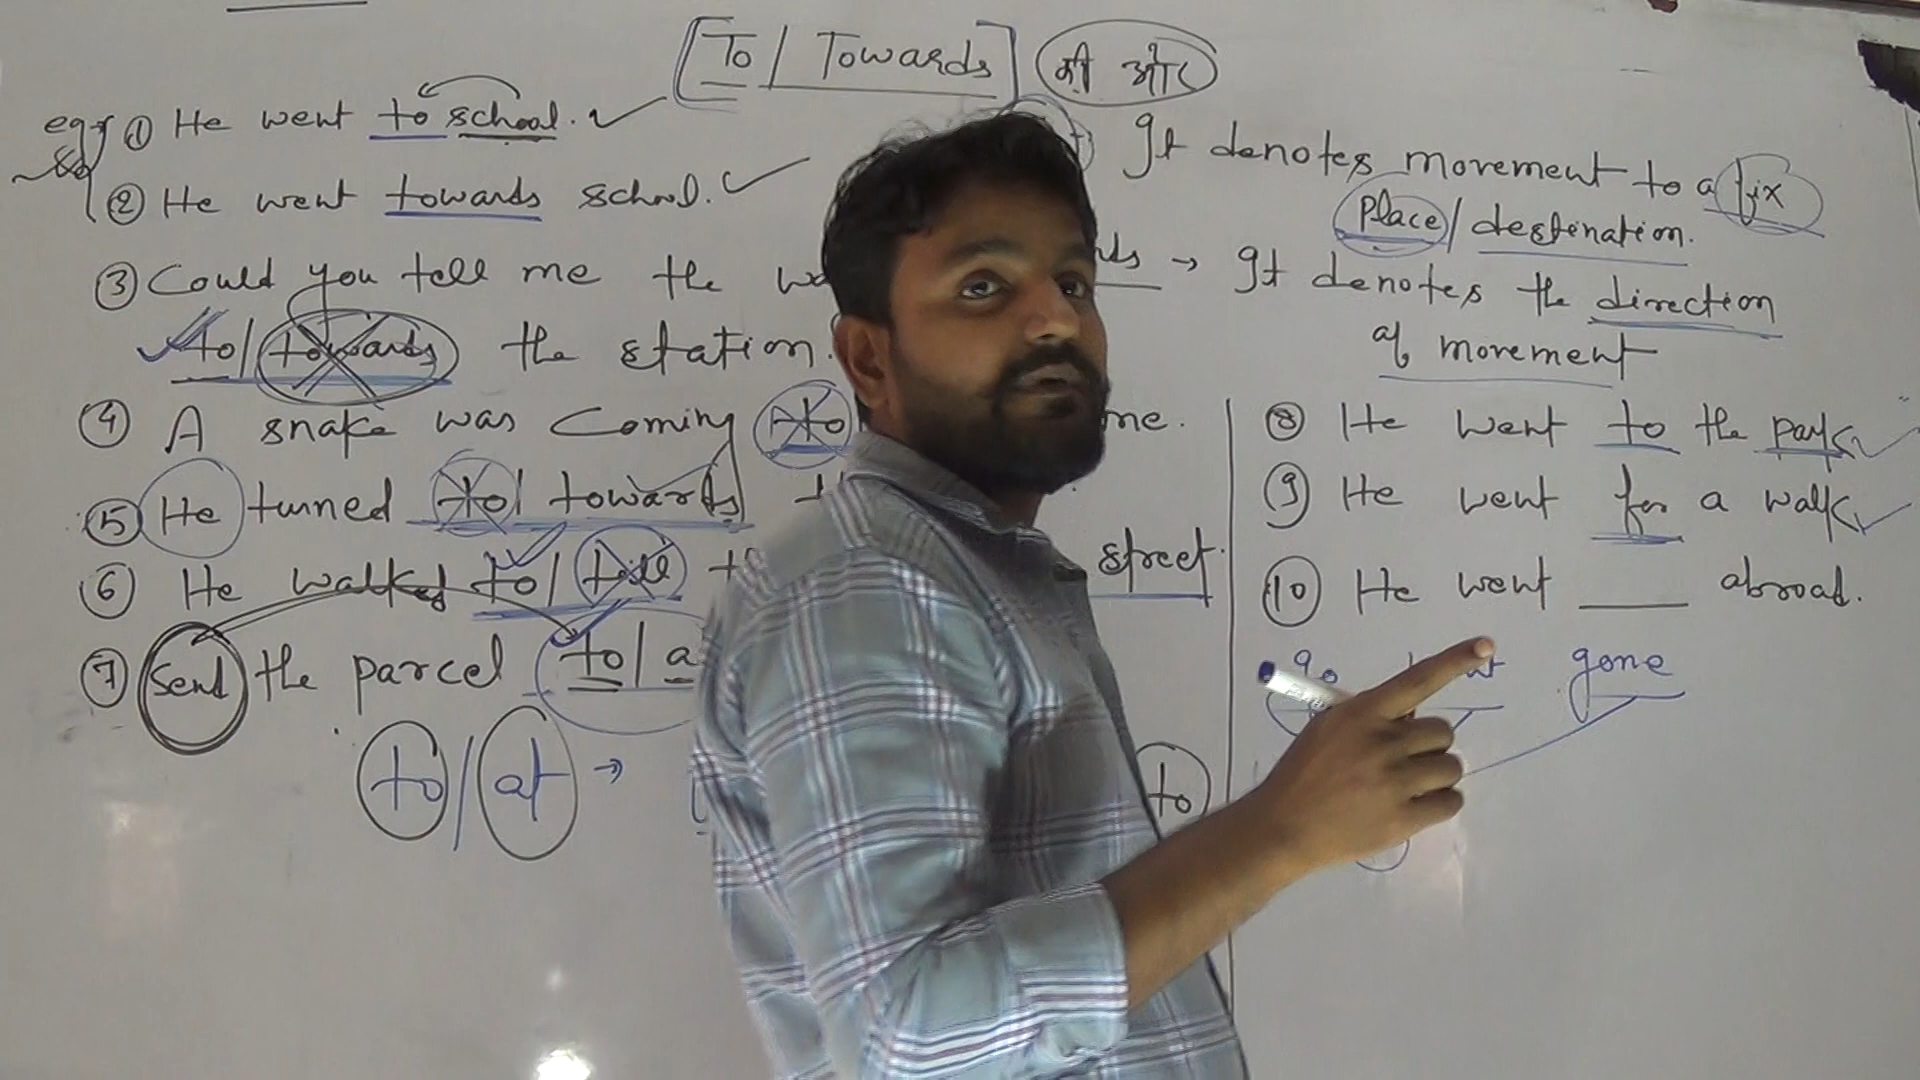 [To / Towards] की ओर
eg → ① He went to school. ✓
② He went towards school. ✓
③ Could you tell me the
✓ to / towards the station.
④ A snake was coming to me.
⑤ He turned to / towards
⑥ He walked to / till street.
⑦ Send the parcel to / a
to / at →
to
It denotes movement to a fix
Place / destination.
rds → It denotes the direction
of movement
⑧ He went to the park ✓
⑨ He went for a walk ✓
⑩ He went ____ abroad.
go gone